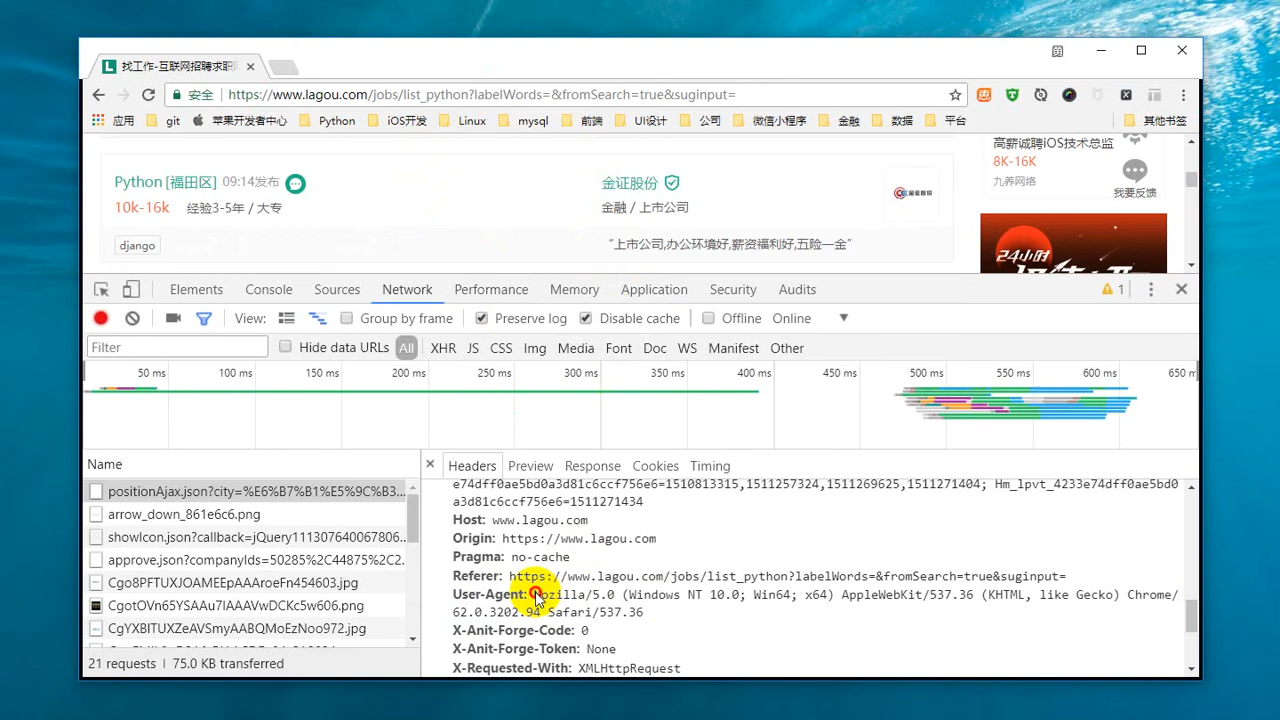 找工作-互联网招聘求职
安全 https://www.lagou.com/jobs/list_python?labelWords=&fromSearch=true&suginput=
应用 git 苹果开发者中心 Python iOS开发 Linux mysql 前端 UI设计 公司 微信小程序 金融 数据 平台 其他书签
Python [福田区] 09:14发布
10k-16k 经验3-5年 / 大专
django
金证股份
金融 / 上市公司
“上市公司,办公环境好,薪资福利好,五险一金”
高薪诚聘iOS技术总监
8K-16K
九养网络
我要反馈
24小时
Elements Console Sources Network Performance Memory Application Security Audits 1
View: Group by frame Preserve log Disable cache Offline Online
Filter Hide data URLs All XHR JS CSS Img Media Font Doc WS Manifest Other
50 ms 100 ms 150 ms 200 ms 250 ms 300 ms 350 ms 400 ms 450 ms 500 ms 550 ms 600 ms 650 m
Name
positionAjax.json?city=%E6%B7%B1%E5%9C%B3...
arrow_down_861e6c6.png
showIcon.json?callback=jQuery111307640067806...
approve.json?companyIds=50285%2C44875%2C2...
Cgo8PFTUXJOAMEEpAAAroeFn454603.jpg
CgotOVn65YSAAu7IAAAVwDCKc5w606.png
CgYXBlTUXZeAVSmyAABQMoEzNoo972.jpg
21 requests | 75.0 KB transferred
Headers Preview Response Cookies Timing
e74dff0ae5bd0a3d81c6ccf756e6=1510813315,1511257324,1511269625,1511271404; Hm_lpvt_4233e74dff0ae5bd0
a3d81c6ccf756e6=1511271434
Host: www.lagou.com
Origin: https://www.lagou.com
Pragma: no-cache
Referer: https://www.lagou.com/jobs/list_python?labelWords=&fromSearch=true&suginput=
User-Agent: Mozilla/5.0 (Windows NT 10.0; Win64; x64) AppleWebKit/537.36 (KHTML, like Gecko) Chrome/
62.0.3202.94 Safari/537.36
X-Anit-Forge-Code: 0
X-Anit-Forge-Token: None
X-Requested-With: XMLHttpRequest